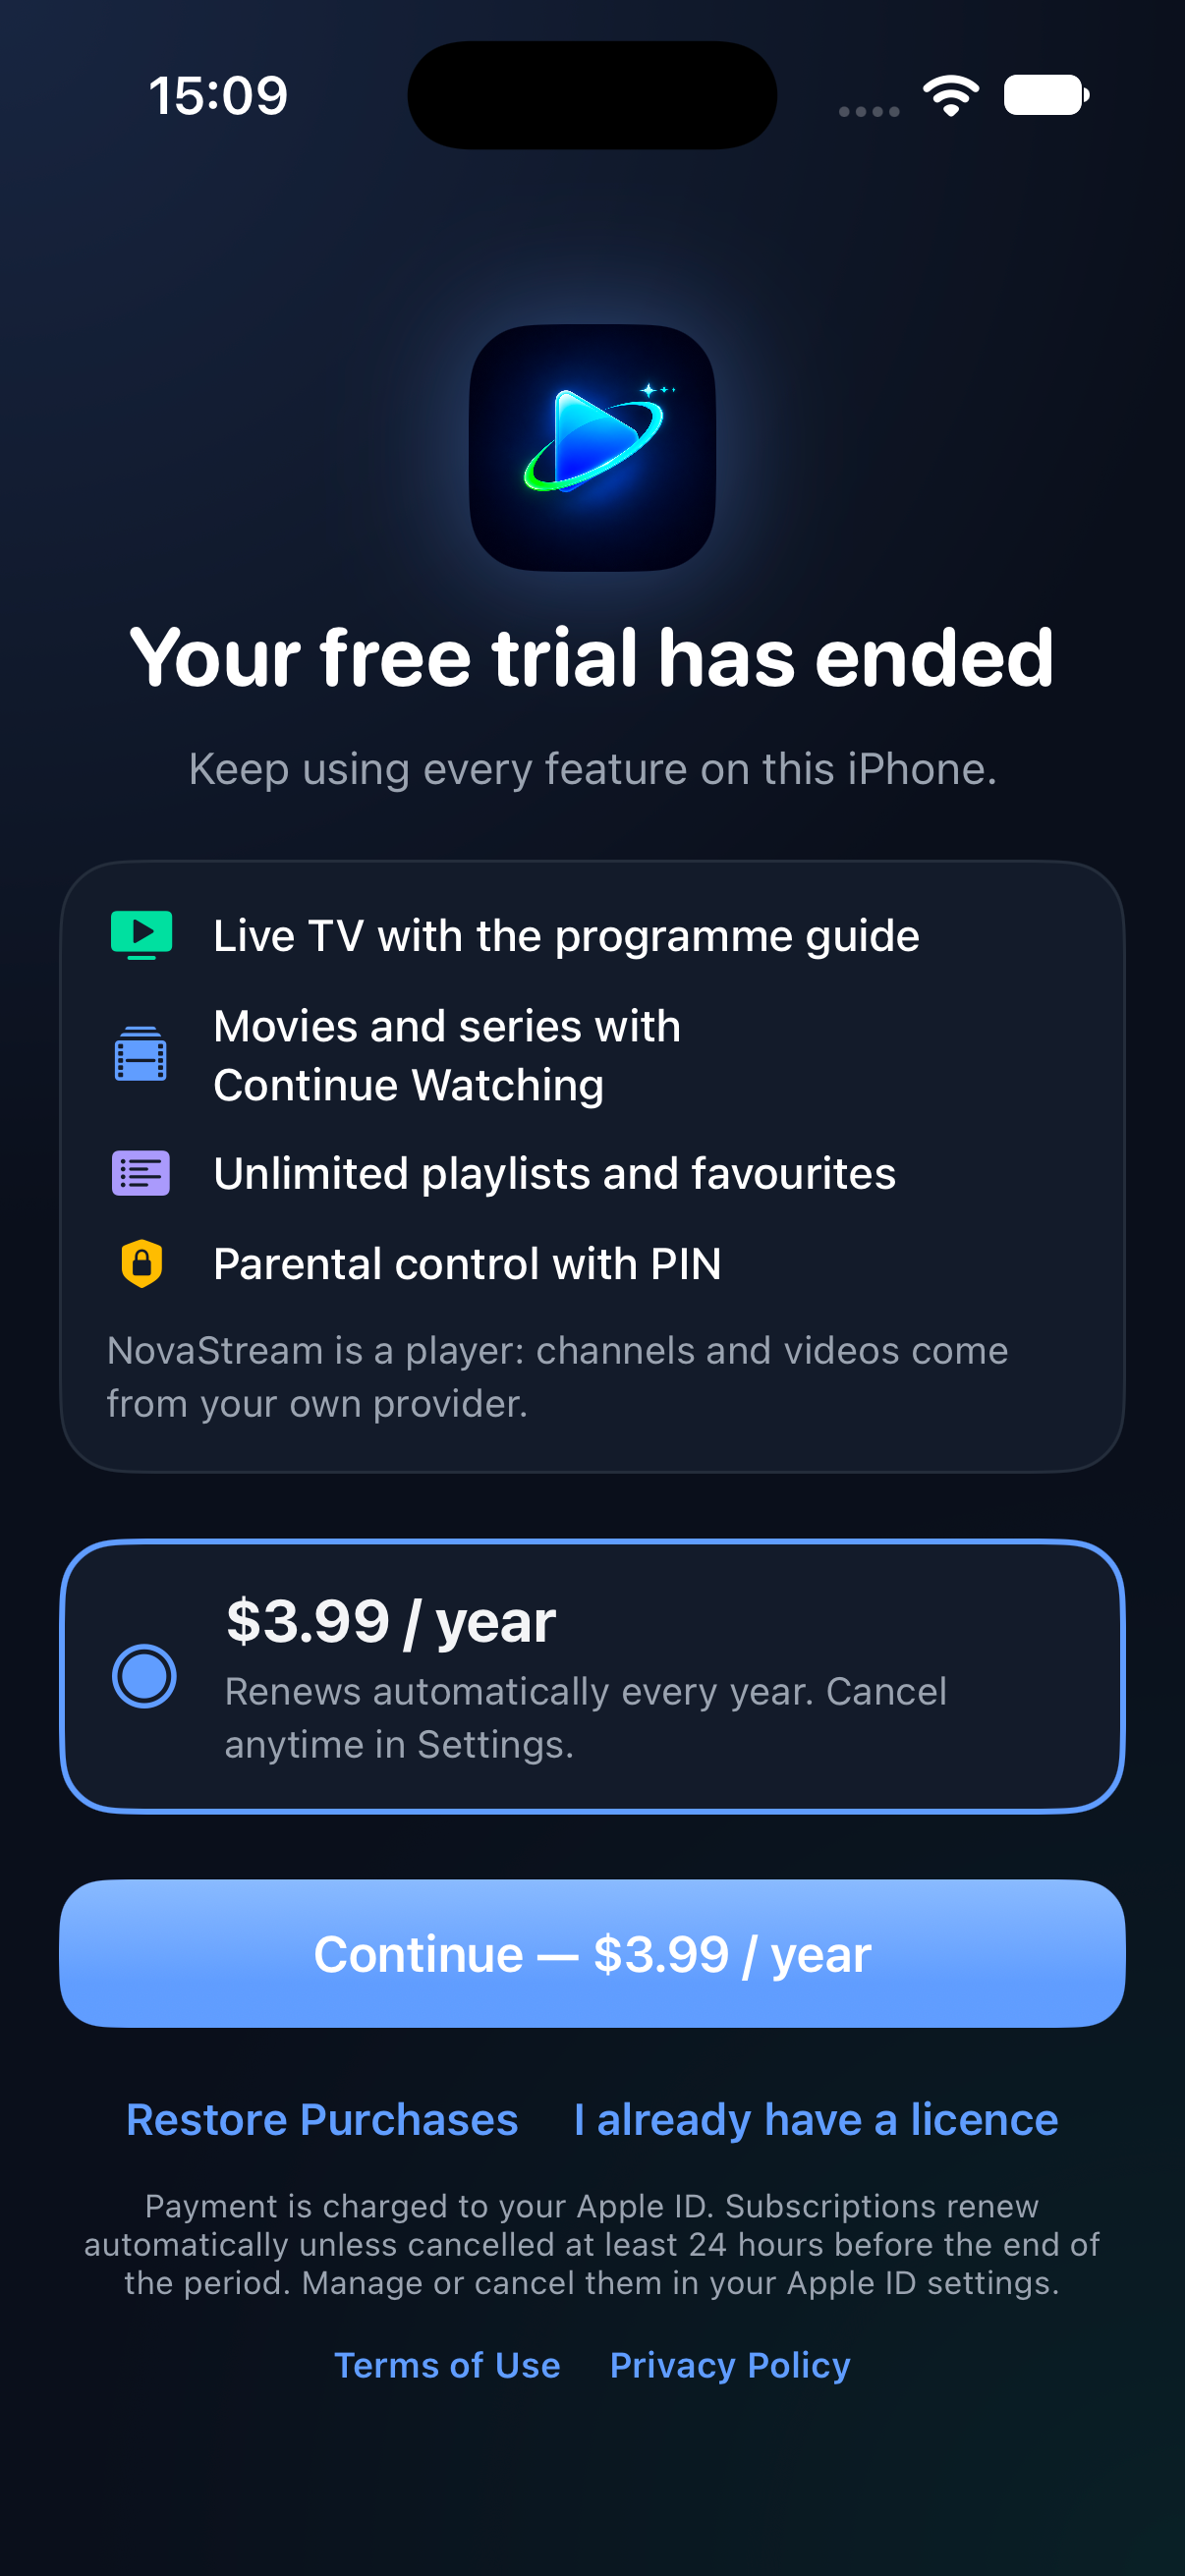 15:09
Your free trial has ended
Keep using every feature on this iPhone.
Live TV with the programme guide
Movies and series with
Continue Watching
Unlimited playlists and favourites
Parental control with PIN
NovaStream is a player: channels and videos come
from your own provider.
$3.99 / year
Renews automatically every year. Cancel
anytime in Settings.
Continue — $3.99 / year
Restore Purchases I already have a licence
Payment is charged to your Apple ID. Subscriptions renew
automatically unless cancelled at least 24 hours before the end of
the period. Manage or cancel them in your Apple ID settings.
Terms of Use Privacy Policy